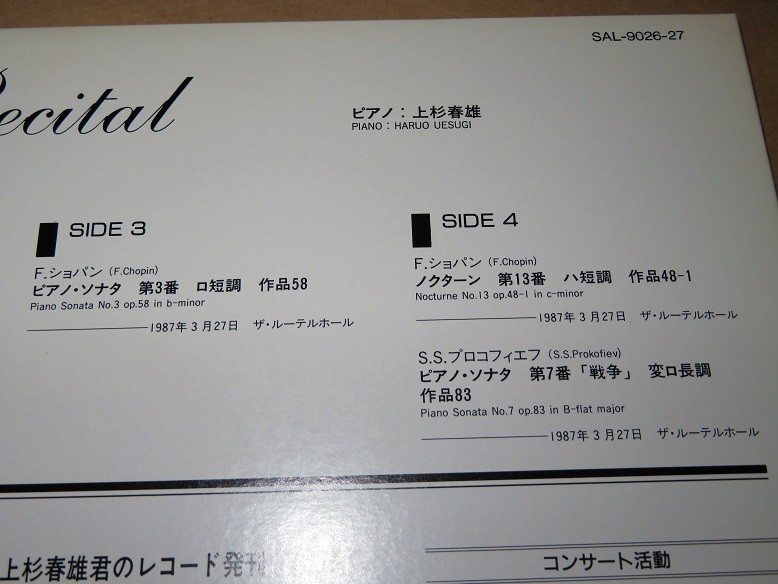 SAL-9026-27
ecital
ピアノ：上杉春雄
PIANO : HARUO UESUGI
SIDE 3
F.ショパン (F.Chopin)
ピアノ・ソナタ 第3番 ロ短調 作品58
Piano Sonata No.3 op.58 in b-minor
1987年3月27日 ザ・ルーテルホール
SIDE 4
F.ショパン (F.Chopin)
ノクターン 第13番 ハ短調 作品48-1
Nocturne No.13 op.48-1 in c-minor
1987年3月27日 ザ・ルーテルホール
S.S.プロコフィエフ (S.S.Prokofiev)
ピアノ・ソナタ 第7番「戦争」 変ロ長調
作品83
Piano Sonata No.7 op.83 in B-flat major
1987年3月27日 ザ・ルーテルホール
上杉春雄君のレコード発刊
コンサート活動